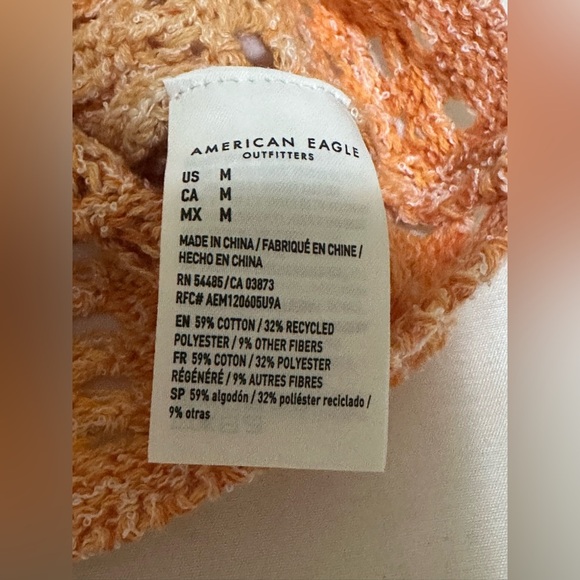 AMERICAN EAGLE
OUTFITTERS
US M
CA M
MX M
MADE IN CHINA / FABRIQUÉ EN CHINE /
HECHO EN CHINA
RN 54485/CA 03873
RFC# AEM120605U9A
EN 59% COTTON / 32% RECYCLED
POLYESTER / 9% OTHER FIBERS
FR 59% COTON / 32% POLYESTER
RÉGÉNÉRÉ / 9% AUTRES FIBRES
SP 59% algodón / 32% poliéster reciclado /
9% otras